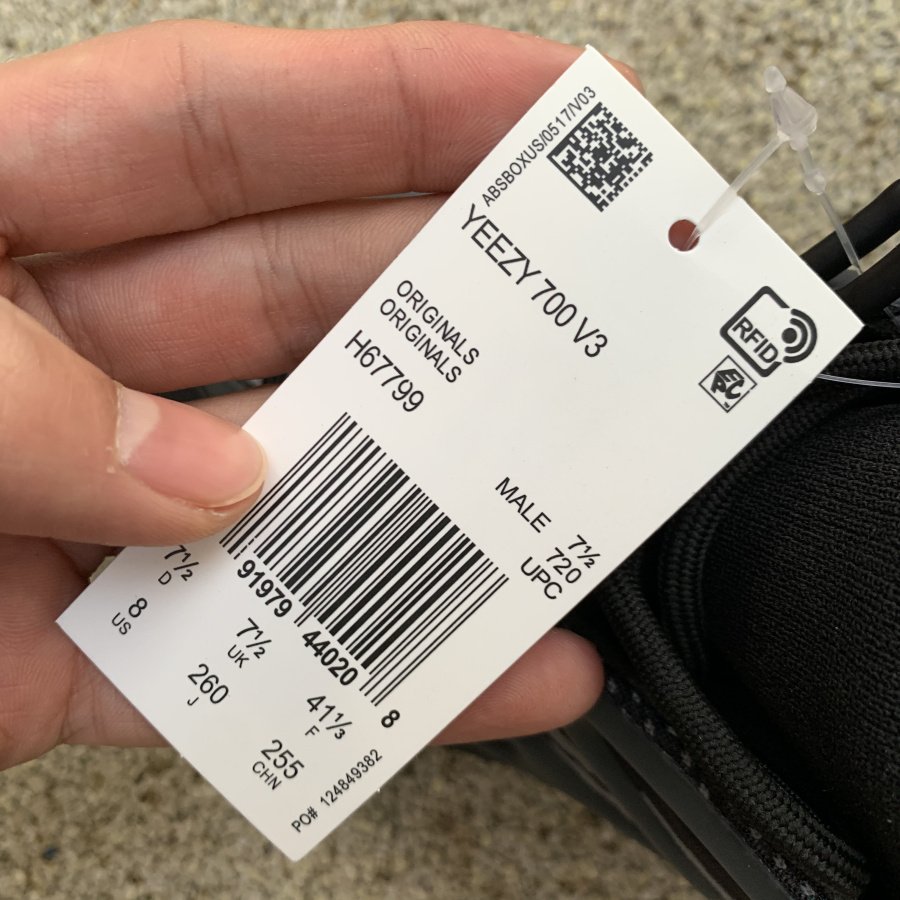 ABSBOXUS/0517/V03
YEEZY 700 V3
RFID
EPC
ORIGINALS
ORIGINALS
H67799
MALE
7½
720
UPC
91979 44020 8
7½
D
7½
UK
41⅓
F
8
US
260
J
255
CHN
PO# 124849382